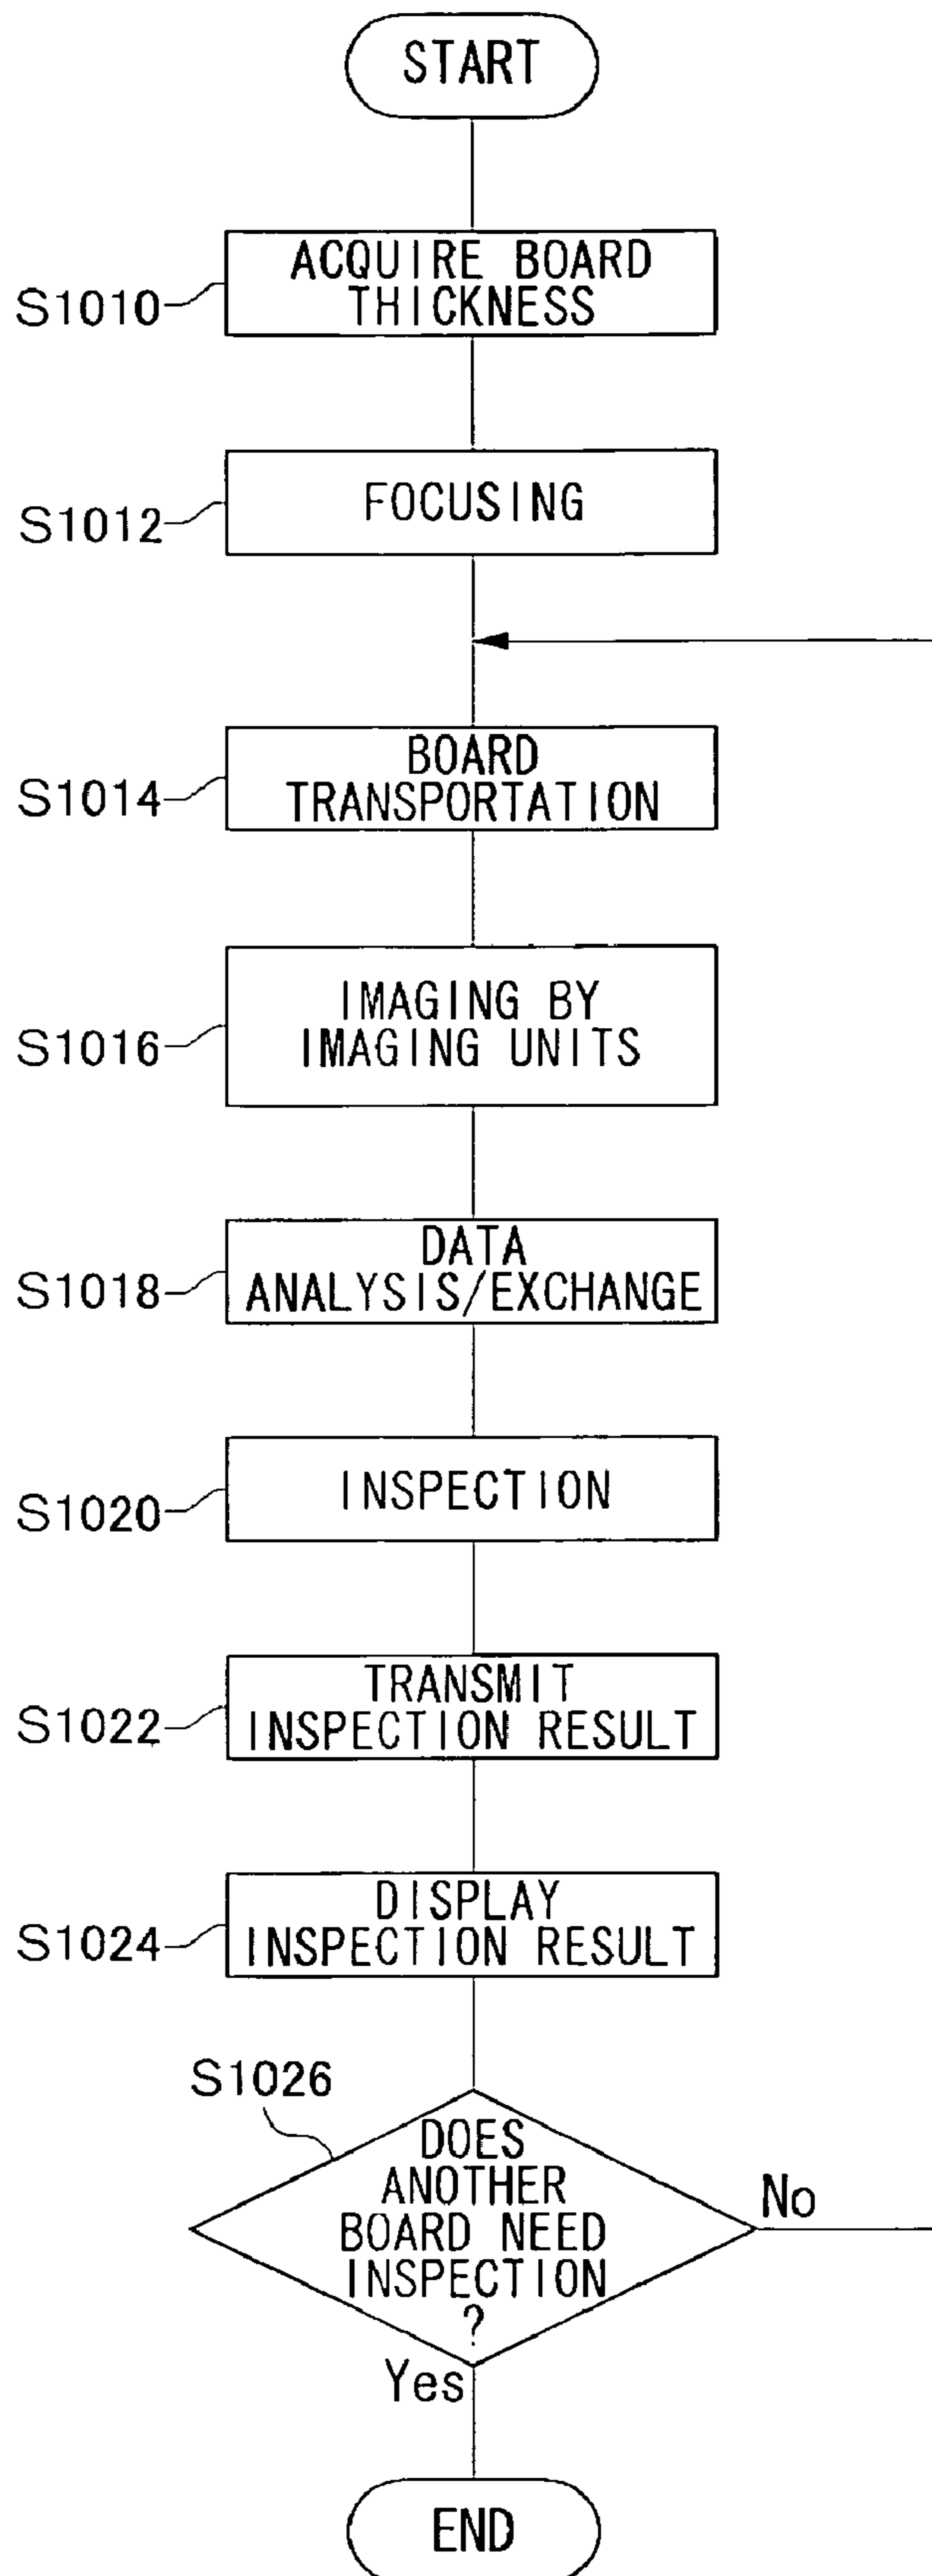 START
ACQUIRE BOARD
THICKNESS
S1010
FOCUSING
S1012
BOARD
TRANSPORTATION
S1014
IMAGING BY
IMAGING UNITS
S1016
DATA
ANALYSIS/EXCHANGE
S1018
INSPECTION
S1020
TRANSMIT
INSPECTION RESULT
S1022
DISPLAY
INSPECTION RESULT
S1024
S1026
DOES
ANOTHER
BOARD NEED
INSPECTION
?
No
Yes
END